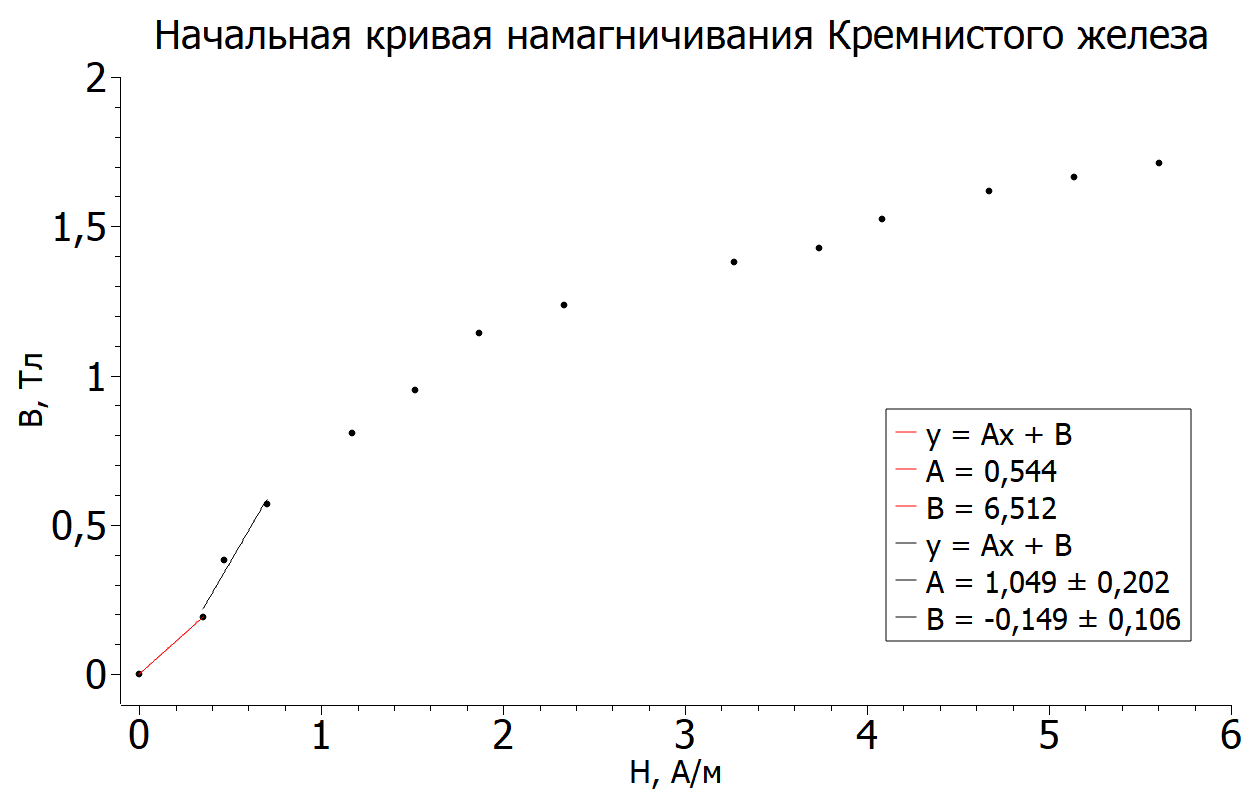 Начальная кривая намагничивания Кремнистого железа
2
1,5
1
0,5
0
B, Тл
0 1 2 3 4 5 6
H, А/м
y = Ax + B
A = 0,544
B = 6,512
y = Ax + B
A = 1,049 ± 0,202
B = -0,149 ± 0,106